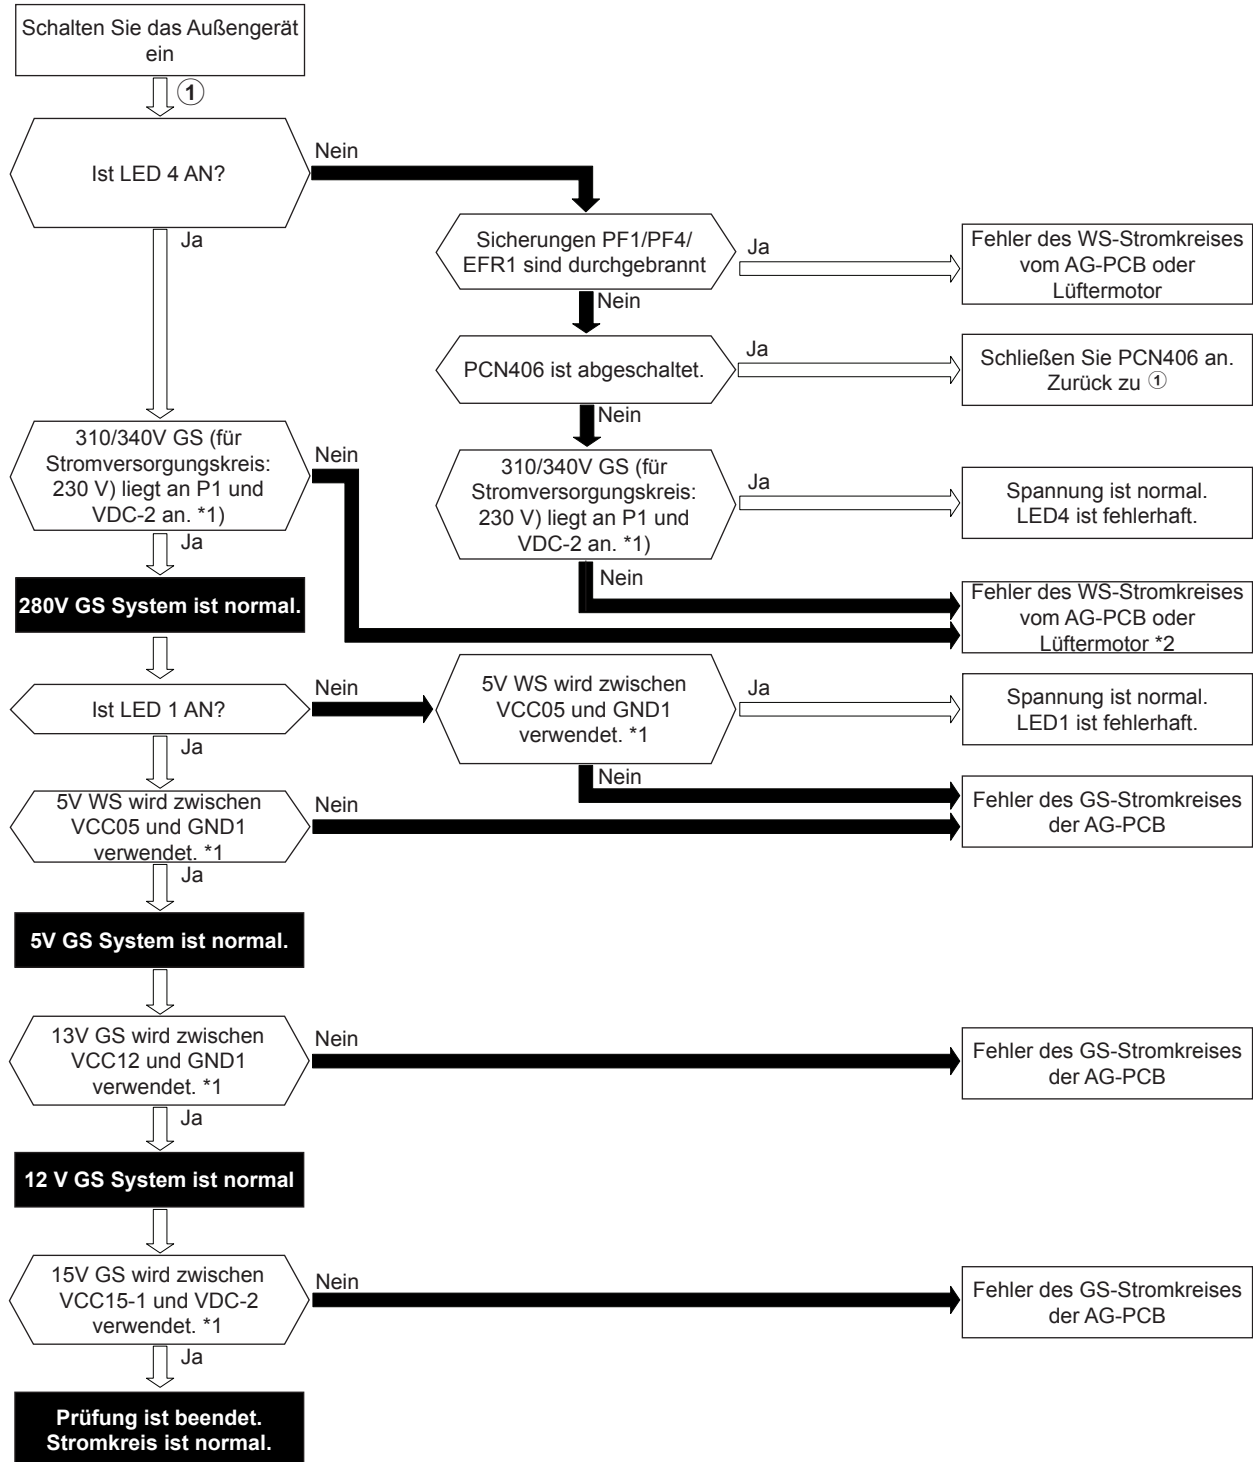 Schalten Sie das Außengerät
ein
①
Ist LED 4 AN?
Nein
Ja
Sicherungen PF1/PF4/
EFR1 sind durchgebrannt
Ja
Fehler des WS-Stromkreises
vom AG-PCB oder
Lüftermotor
Nein
PCN406 ist abgeschaltet.
Ja
Schließen Sie PCN406 an.
Zurück zu ①
Nein
310/340V GS (für
Stromversorgungskreis:
230 V) liegt an P1 und
VDC-2 an. *1)
Nein
Ja
310/340V GS (für
Stromversorgungskreis:
230 V) liegt an P1 und
VDC-2 an. *1)
Ja
Spannung ist normal.
LED4 ist fehlerhaft.
Nein
Fehler des WS-Stromkreises
vom AG-PCB oder
Lüftermotor *2
280V GS System ist normal.
Ist LED 1 AN?
Nein
Ja
5V WS wird zwischen
VCC05 und GND1
verwendet. *1
Ja
Spannung ist normal.
LED1 ist fehlerhaft.
Nein
5V WS wird zwischen
VCC05 und GND1
verwendet. *1
Nein
Fehler des GS-Stromkreises
der AG-PCB
Ja
5V GS System ist normal.
13V GS wird zwischen
VCC12 und GND1
verwendet. *1
Nein
Fehler des GS-Stromkreises
der AG-PCB
Ja
12 V GS System ist normal
15V GS wird zwischen
VCC15-1 und VDC-2
verwendet. *1
Nein
Fehler des GS-Stromkreises
der AG-PCB
Ja
Prüfung ist beendet.
Stromkreis ist normal.